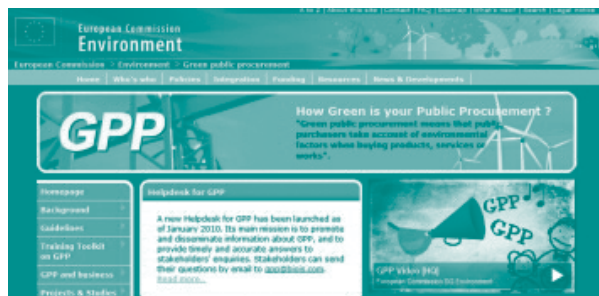 A to Z | About this site | Contact | FAQ | Sitemap | What's new? | Search | Legal notice
European Commission
Environment
European Commission > Environment > Green public procurement
Home | Who's who | Policies | Integration | Funding | Resources | News & Developments
GPP
How Green is your Public Procurement ?
"Green public procurement means that public
purchasers take account of environmental
factors when buying products, services or
works".
Homepage
Background
Guidelines
Training Toolkit
on GPP
GPP and business
Projects & Studies
Helpdesk for GPP
A new Helpdesk for GPP has been launched as
of January 2010. Its main mission is to promote
and disseminate information about GPP, and to
provide timely and accurate answers to
stakeholders' enquiries. Stakeholders can send
their questions by email to gpp@biois.com.
Read more...
GPP
GPP
GPP Video [HQ]
European Commission DG Environment